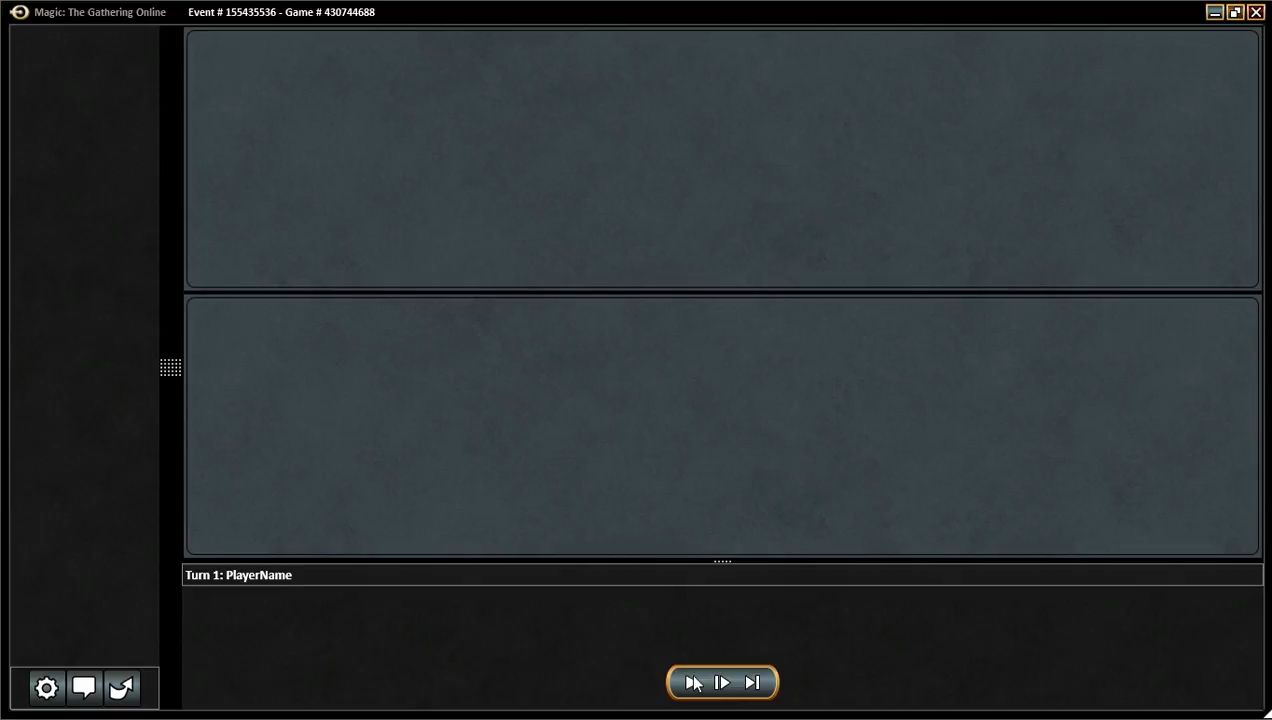 Magic: The Gathering Online Event # 155435536 - Game # 430744688
Turn 1: PlayerName